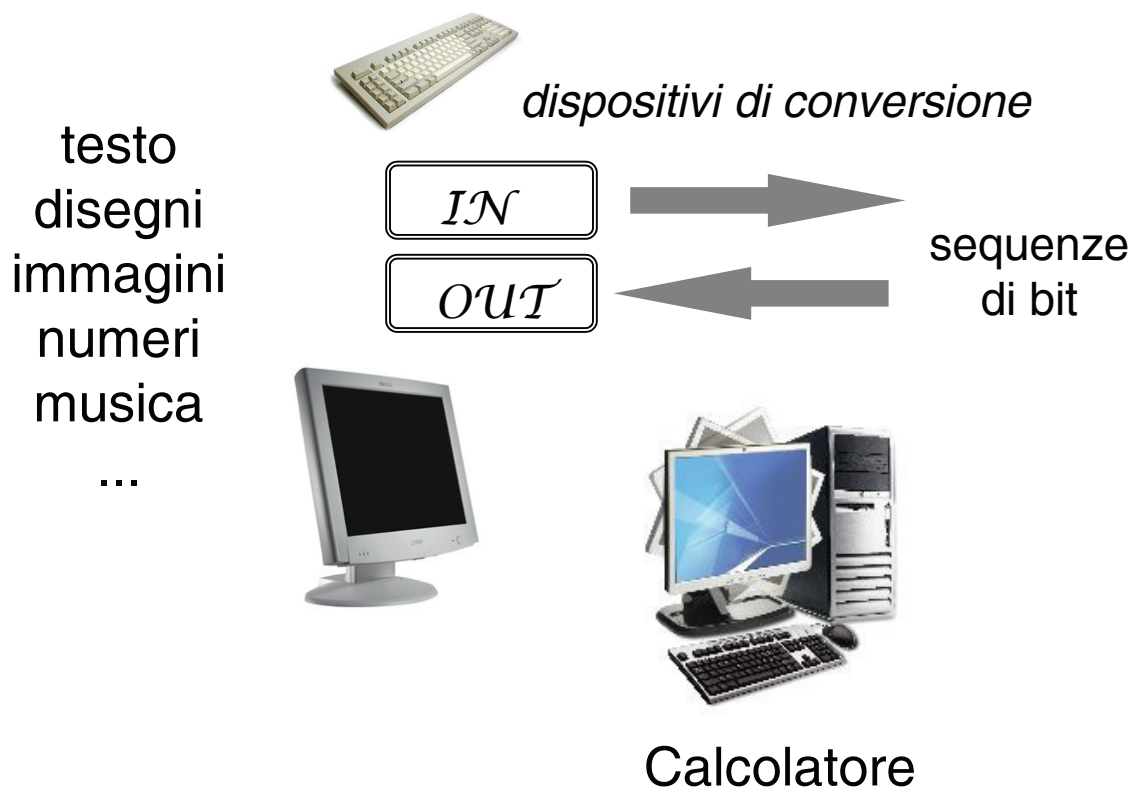 dispositivi di conversione
testo
disegni
immagini
numeri
musica
...
IN
OUT
sequenze
di bit
Calcolatore